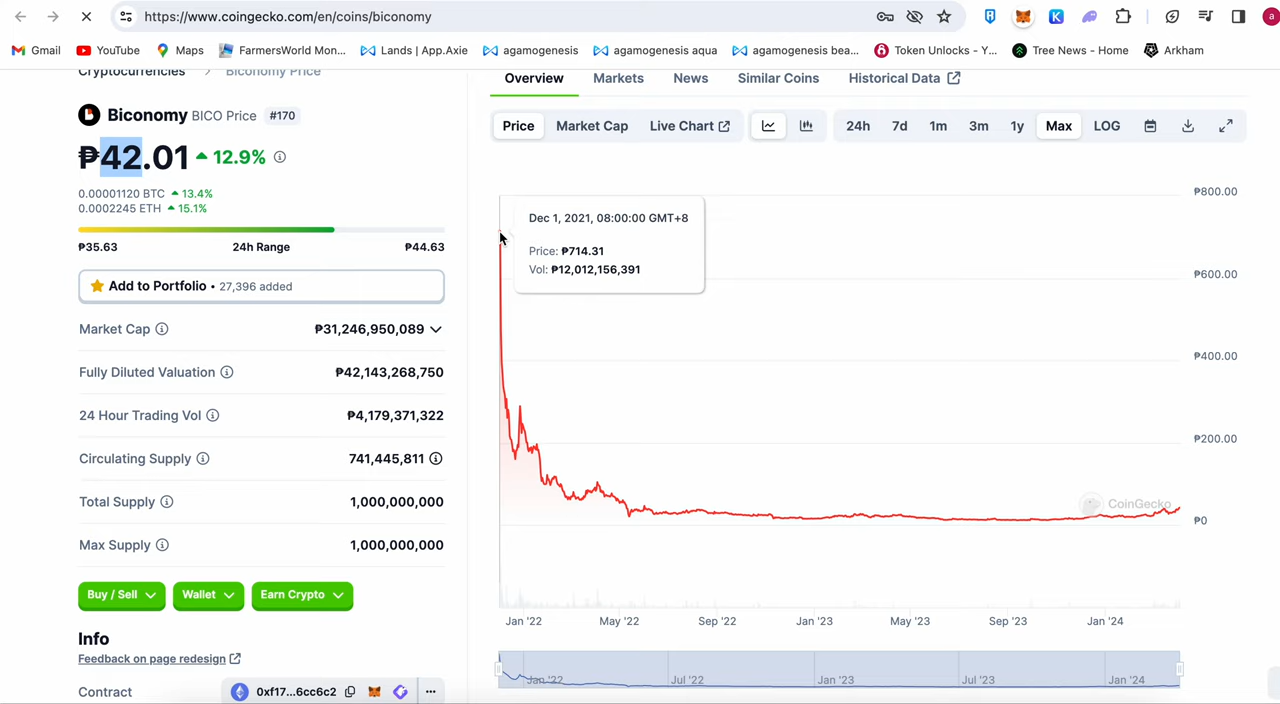 https://www.coingecko.com/en/coins/biconomy
a
Gmail YouTube Maps FarmersWorld Mon... Lands | App.Axie agamogenesis agamogenesis aqua agamogenesis bea... Token Unlocks - Y... Tree News - Home Arkham
Cryptocurrencies Biconomy Price
Biconomy BICO Price #170
₱42.01 12.9%
0.00001120 BTC 13.4%
0.0002245 ETH 15.1%
₱35.63 24h Range ₱44.63
Add to Portfolio • 27,396 added
Market Cap ₱31,246,950,089
Fully Diluted Valuation ₱42,143,268,750
24 Hour Trading Vol ₱4,179,371,322
Circulating Supply 741,445,811
Total Supply 1,000,000,000
Max Supply 1,000,000,000
Buy / Sell Wallet Earn Crypto
Info
Feedback on page redesign
Contract 0xf17...6cc6c2
Overview Markets News Similar Coins Historical Data
Price Market Cap Live Chart 24h 7d 1m 3m 1y Max LOG
Dec 1, 2021, 08:00:00 GMT+8
Price: ₱714.31
Vol: ₱12,012,156,391
₱800.00
₱600.00
₱400.00
₱200.00
₱0
CoinGecko
Jan '22 May '22 Sep '22 Jan '23 May '23 Sep '23 Jan '24
Jan '22 Jul '22 Jan '23 Jul '23 Jan '24